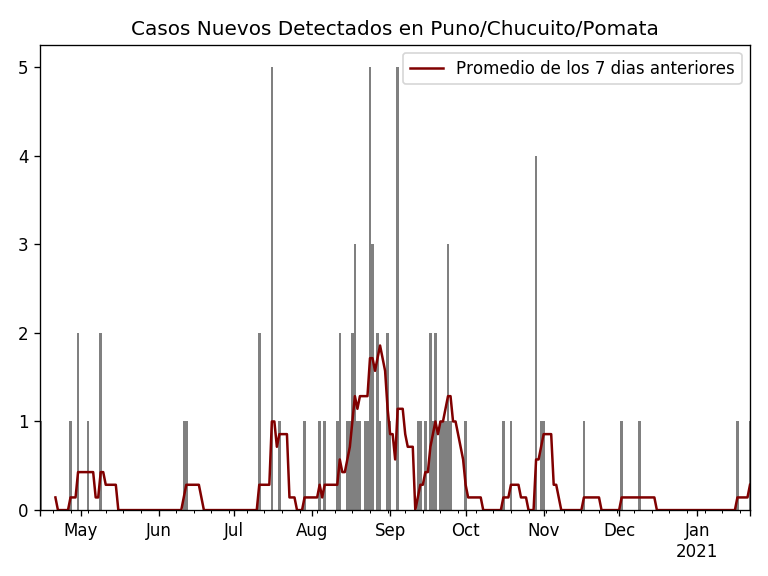 Casos Nuevos Detectados en Puno/Chucuito/Pomata
Promedio de los 7 dias anteriores
5
4
3
2
1
0
May Jun Jul Aug Sep Oct Nov Dec Jan
2021